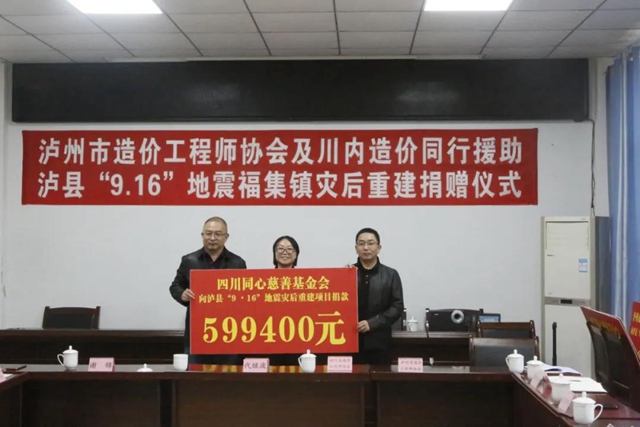 泸州市造价工程师协会及川内造价同行援助
泸县“9.16”地震福集镇灾后重建捐赠仪式
四川同心慈善基金会
向泸县“9·16”地震灾后重建项目捐款
599400元